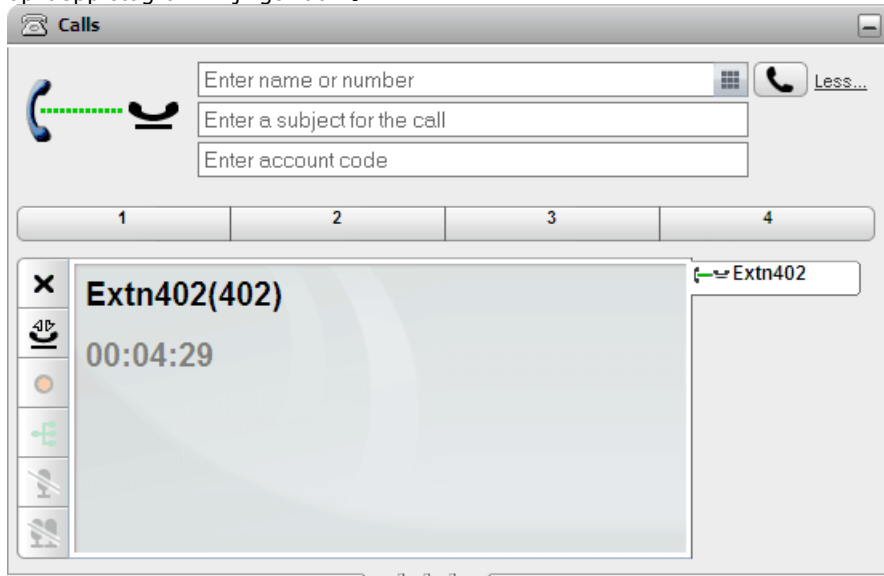 Calls
Enter name or number
Less...
Enter a subject for the call
Enter account code
1 2 3 4
Extn402(402)
Extn402
00:04:29